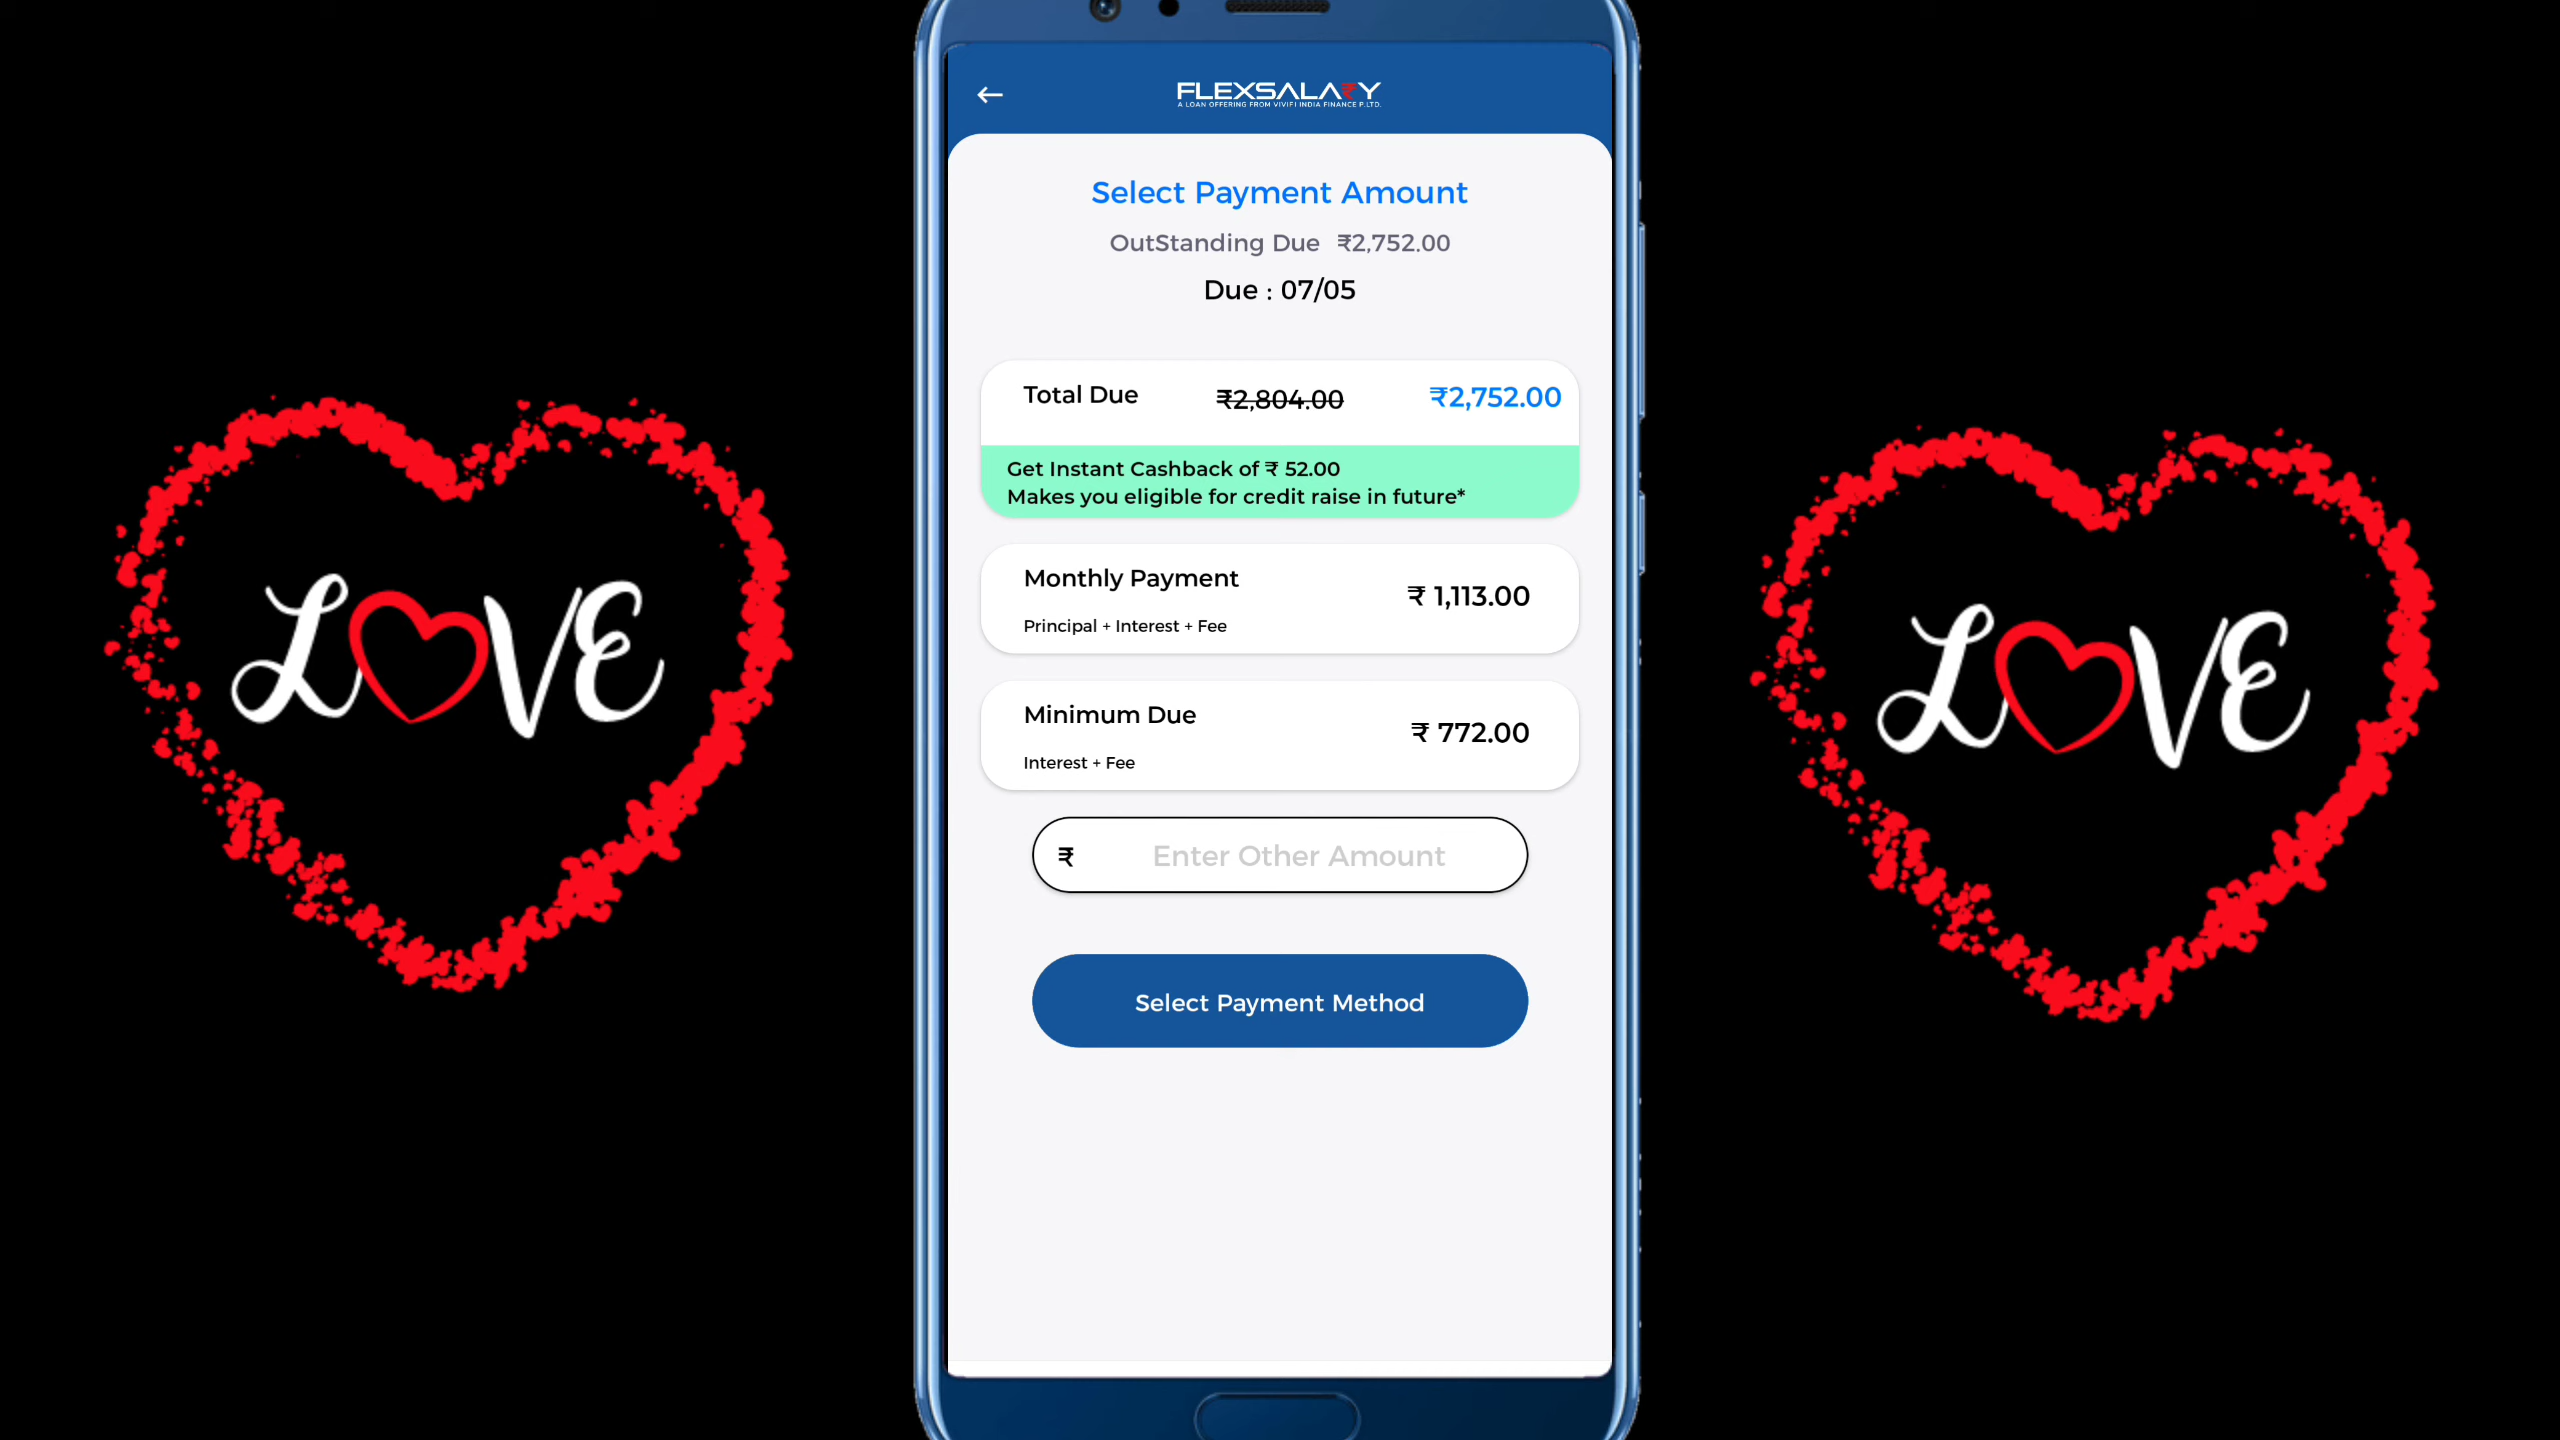 FLEXSALA₹Y
A LOAN OFFERING FROM VIVIFI INDIA FINANCE P.LTD.
Select Payment Amount
OutStanding Due ₹2,752.00
Due : 07/05
Total Due ₹2,804.00 ₹2,752.00
Get Instant Cashback of ₹ 52.00
Makes you eligible for credit raise in future*
Monthly Payment
₹ 1,113.00
Principal + Interest + Fee
Minimum Due
₹ 772.00
Interest + Fee
₹ Enter Other Amount
Select Payment Method
LOVE
LOVE